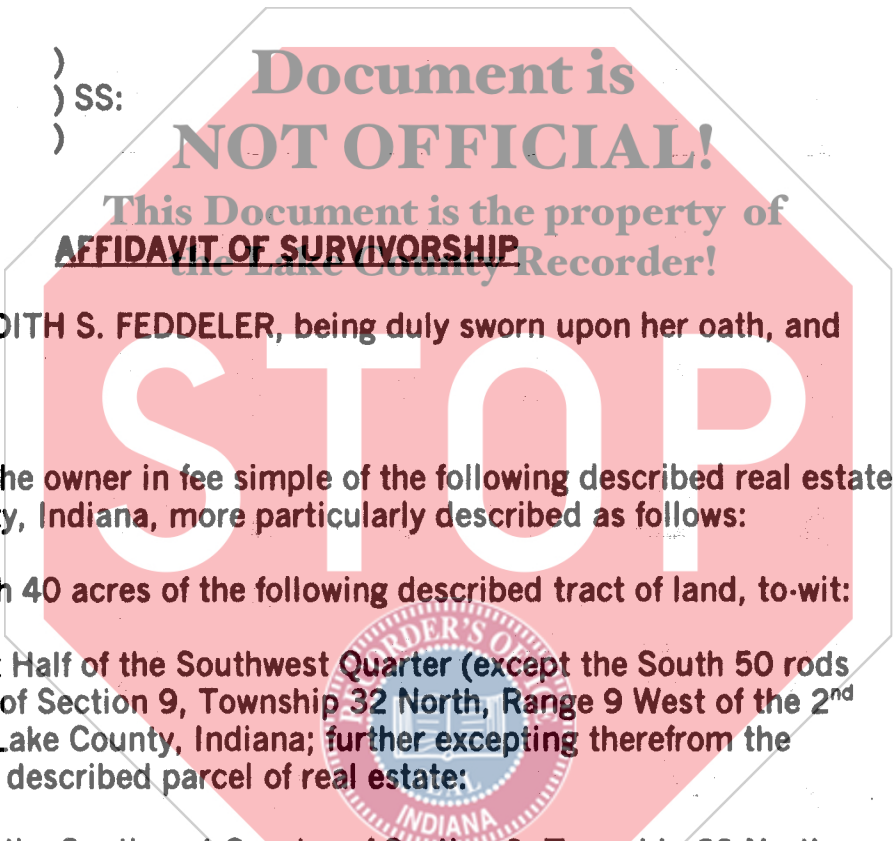 )
) SS:
)
Document is
NOT OFFICIAL!
This Document is the property of
the Lake County Recorder!
AFFIDAVIT OF SURVIVORSHIP
DITH S. FEDDELER, being duly sworn upon her oath, and
STOP
he owner in fee simple of the following described real estate
y, Indiana, more particularly described as follows:
h 40 acres of the following described tract of land, to-wit:
t Half of the Southwest Quarter (except the South 50 rods
of Section 9, Township 32 North, Range 9 West of the 2nd
Lake County, Indiana; further excepting therefrom the
described parcel of real estate:
RECORDER'S OFFICE
SEAL
INDIANA